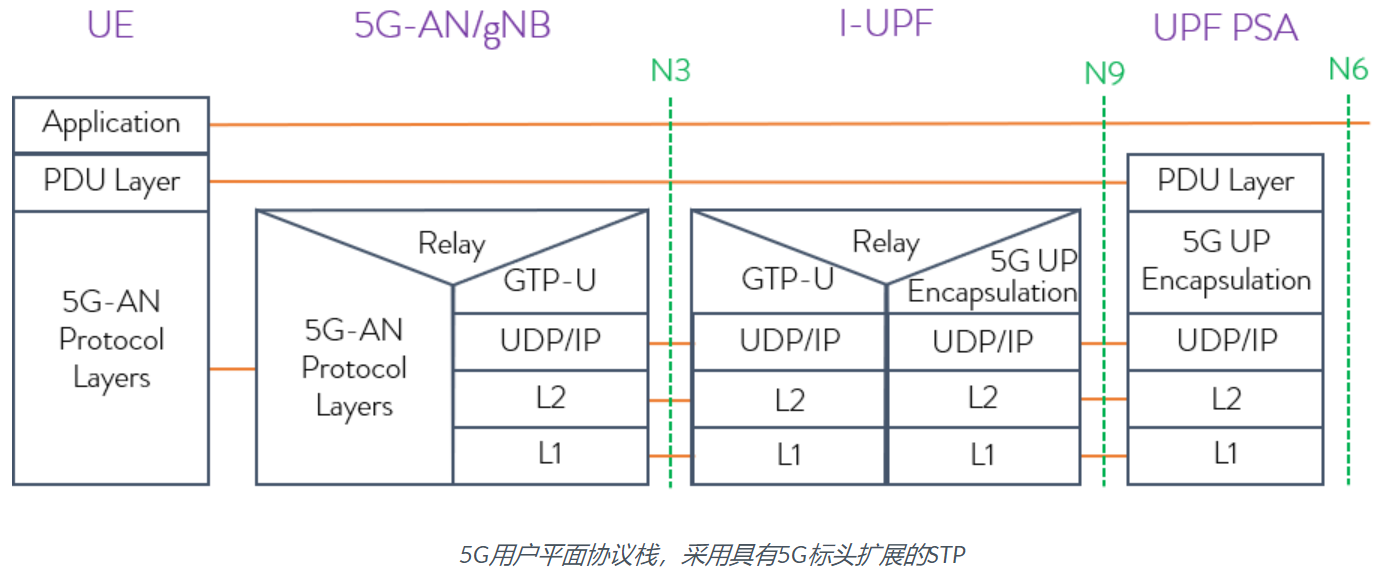 UE
5G-AN/gNB
I-UPF
UPF PSA
N3
N9
N6
Application
PDU Layer
PDU Layer
5G-AN
Protocol
Layers
Relay
GTP-U
5G-AN
Protocol
Layers
UDP/IP
L2
L1
Relay
GTP-U
5G UP
Encapsulation
UDP/IP
UDP/IP
L2
L2
L1
L1
5G UP
Encapsulation
UDP/IP
L2
L1
5G用户平面协议栈，采用具有5G标头扩展的STP